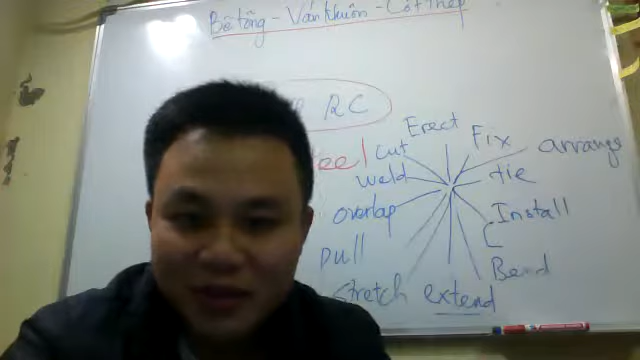 Bê tông - Ván khuôn - Cốt thép
RC
eel
Erect
Fix
arrange
cut
weld
tie
overlap
Install
pull
Bend
stretch
extend